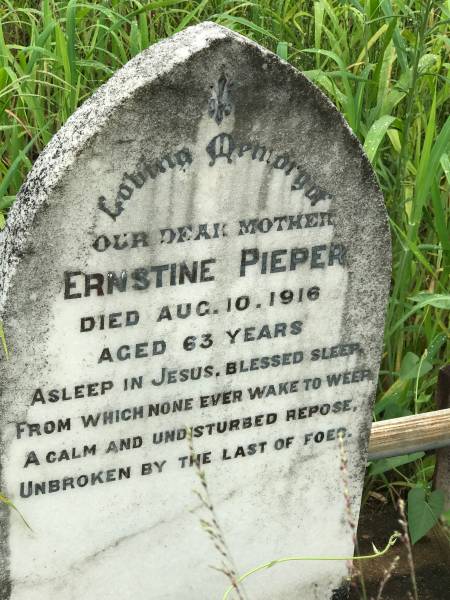 Loving Memory of
OUR DEAR MOTHER
ERNSTINE PIEPER
DIED AUG. 10. 1916
AGED 63 YEARS
ASLEEP IN JESUS. BLESSED SLEEP,
FROM WHICH NONE EVER WAKE TO WEEP,
A CALM AND UNDISTURBED REPOSE,
UNBROKEN BY THE LAST OF FOES.